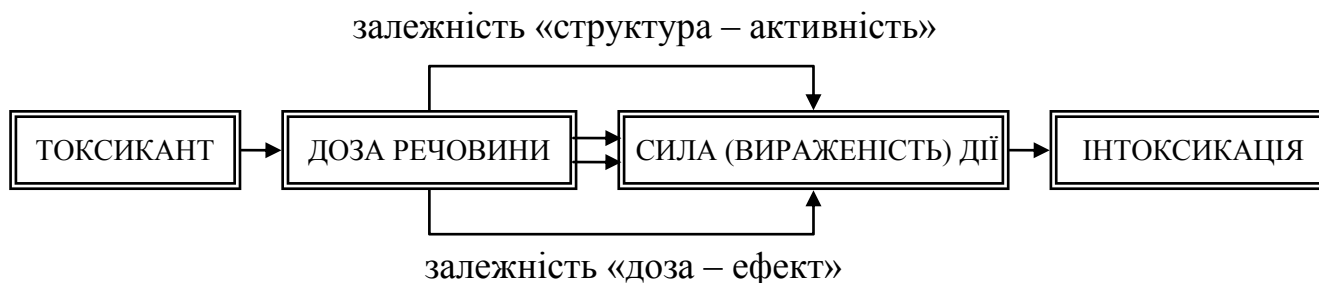 залежність «структура – активність»
ТОКСИКАНТ ДОЗА РЕЧОВИНИ СИЛА (ВИРАЖЕНІСТЬ) ДІЇ ІНТОКСИКАЦІЯ
залежність «доза – ефект»